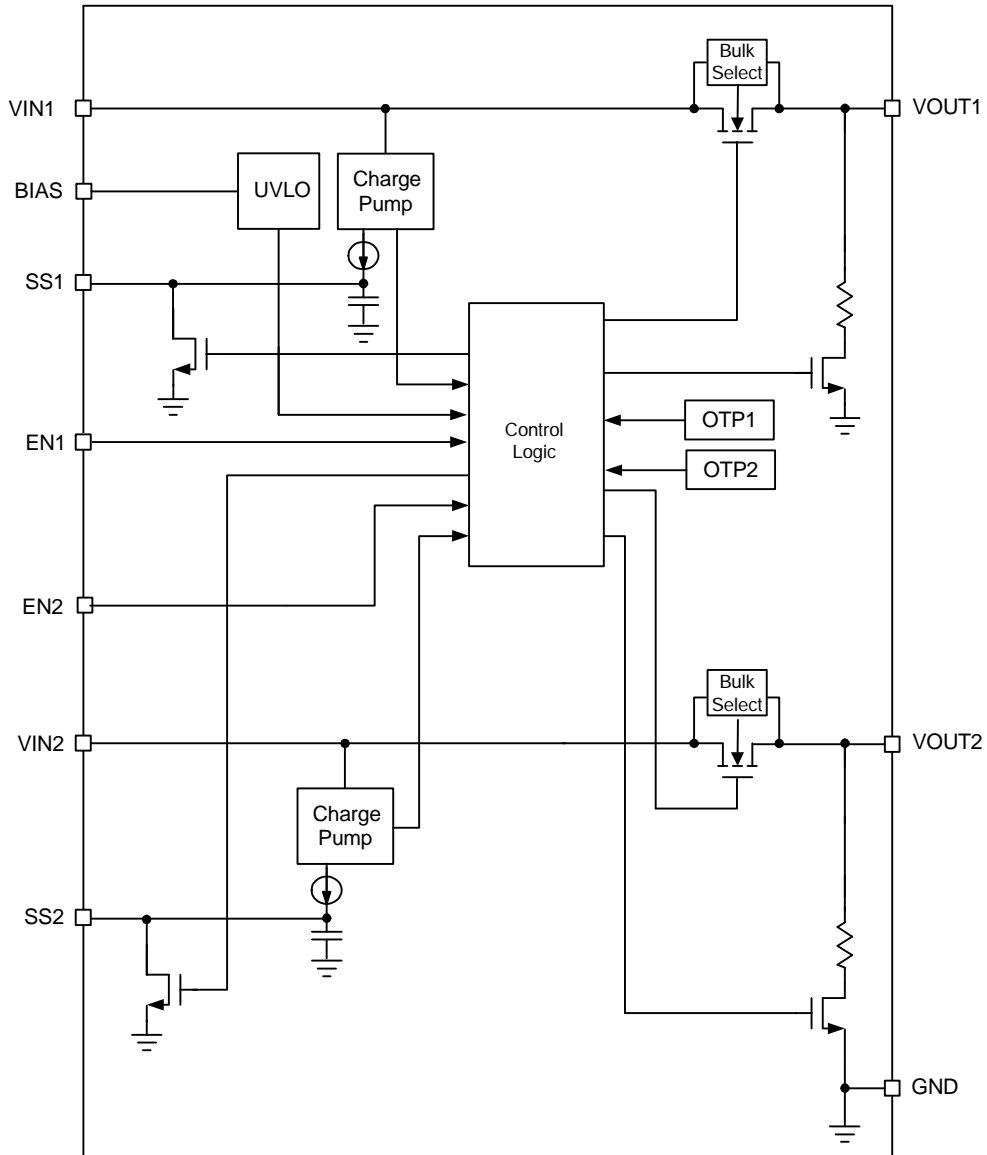 Bulk
Select
VIN1
VOUT1
BIAS
UVLO
Charge
Pump
SS1
EN1
Control
Logic
OTP1
OTP2
EN2
Bulk
Select
VIN2
VOUT2
Charge
Pump
SS2
GND